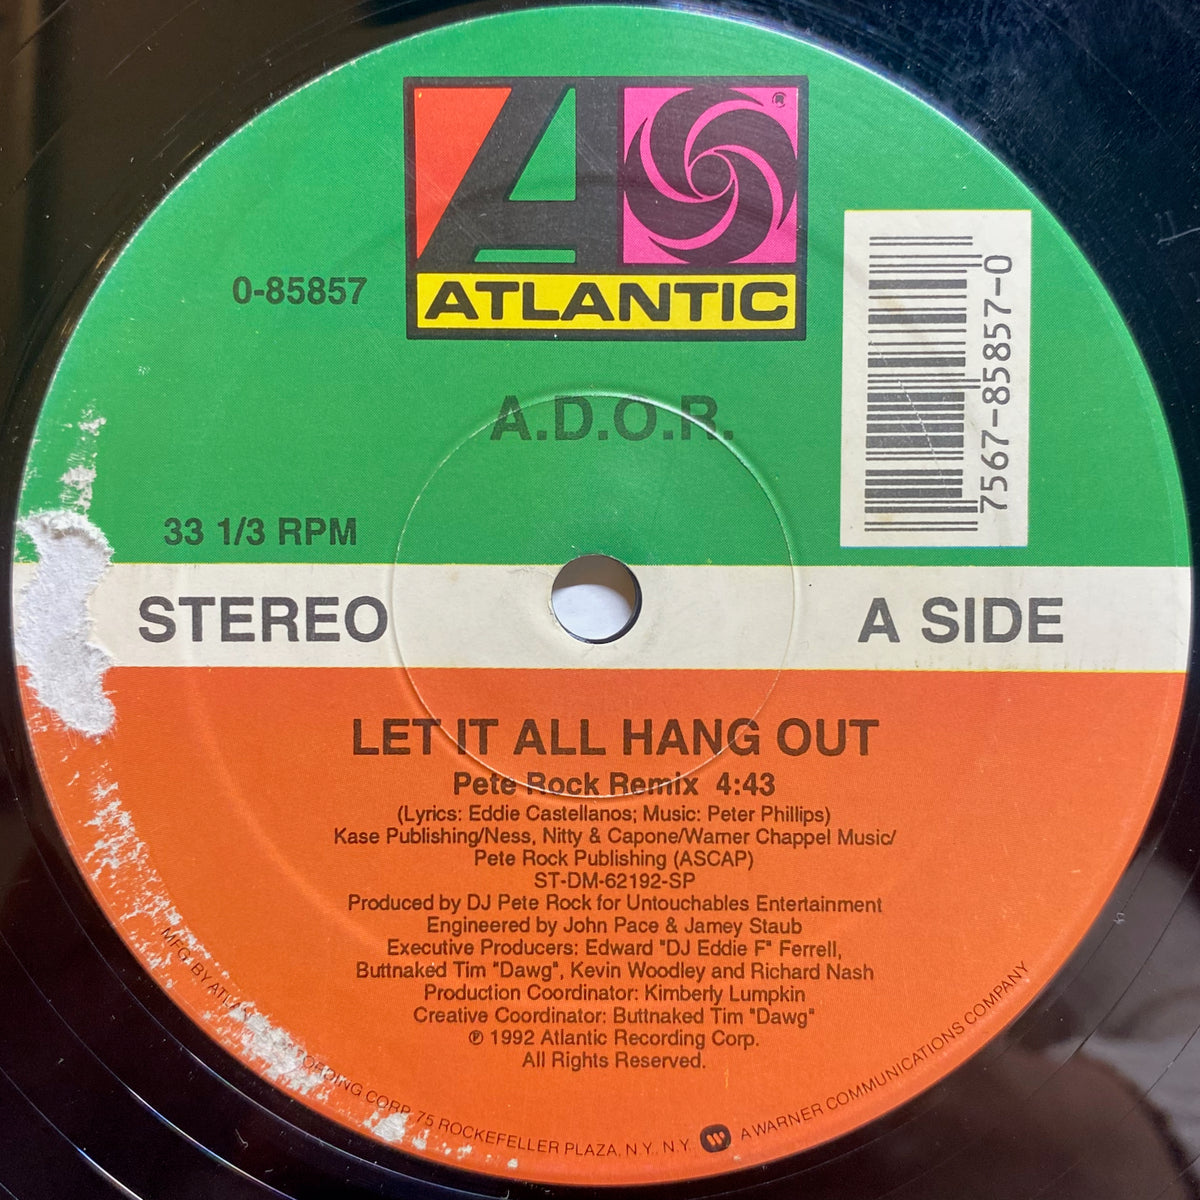 ATLANTIC
0-85857
7567-85857-0
A.D.O.R.
33 1/3 RPM
STEREO
A SIDE
LET IT ALL HANG OUT
Pete Rock Remix 4:43
(Lyrics: Eddie Castellanos; Music: Peter Phillips)
Kase Publishing/Ness, Nitty & Capone/Warner Chappel Music/
Pete Rock Publishing (ASCAP)
ST-DM-62192-SP
Produced by DJ Pete Rock for Untouchables Entertainment
Engineered by John Pace & Jamey Staub
Executive Producers: Edward "DJ Eddie F" Ferrell,
Buttnaked Tim "Dawg", Kevin Woodley and Richard Nash
Production Coordinator: Kimberly Lumpkin
Creative Coordinator: Buttnaked Tim "Dawg"
℗ 1992 Atlantic Recording Corp.
All Rights Reserved.
MFG. BY CORP. 75 ROCKEFELLER PLAZA, N.Y., N.Y. A WARNER COMMUNICATIONS COMPANY